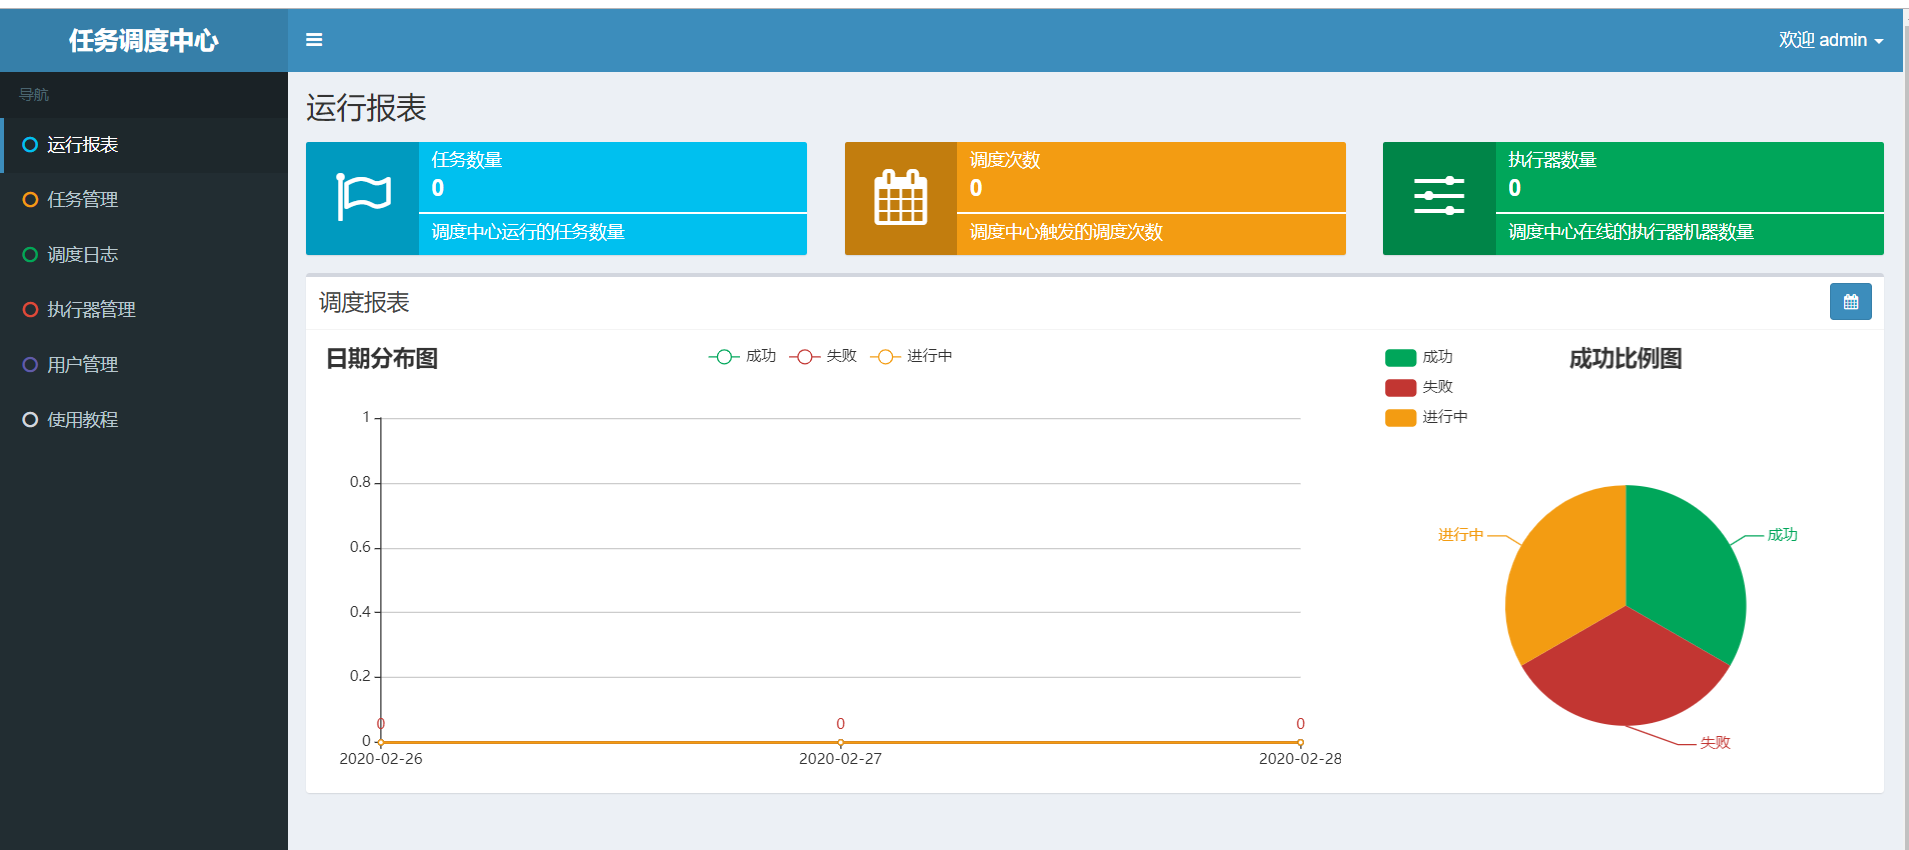 任务调度中心
欢迎 admin
导航
运行报表
任务管理
调度日志
执行器管理
用户管理
使用教程
运行报表
任务数量
0
调度中心运行的任务数量
调度次数
0
调度中心触发的调度次数
执行器数量
0
调度中心在线的执行器机器数量
调度报表
日期分布图
成功 失败 进行中
1
0.8
0.6
0.4
0.2
0
0 0 0
2020-02-26 2020-02-27 2020-02-28
成功比例图
成功
失败
进行中
进行中
成功
失败